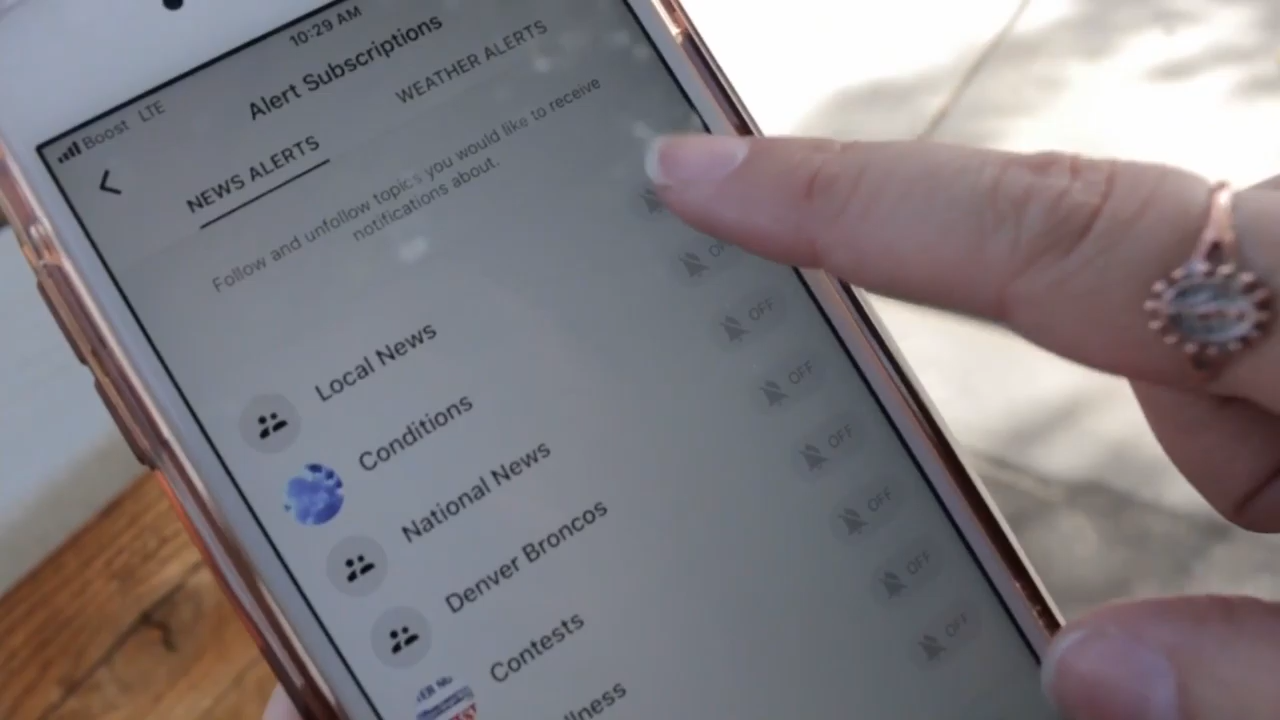 Boost LTE 10:29 AM
Alert Subscriptions
NEWS ALERTS WEATHER ALERTS
Follow and unfollow topics you would like to receive
notifications about.
Local News
Conditions OFF
National News OFF
Denver Broncos OFF
Contests OFF
OFF
OFF
OFF